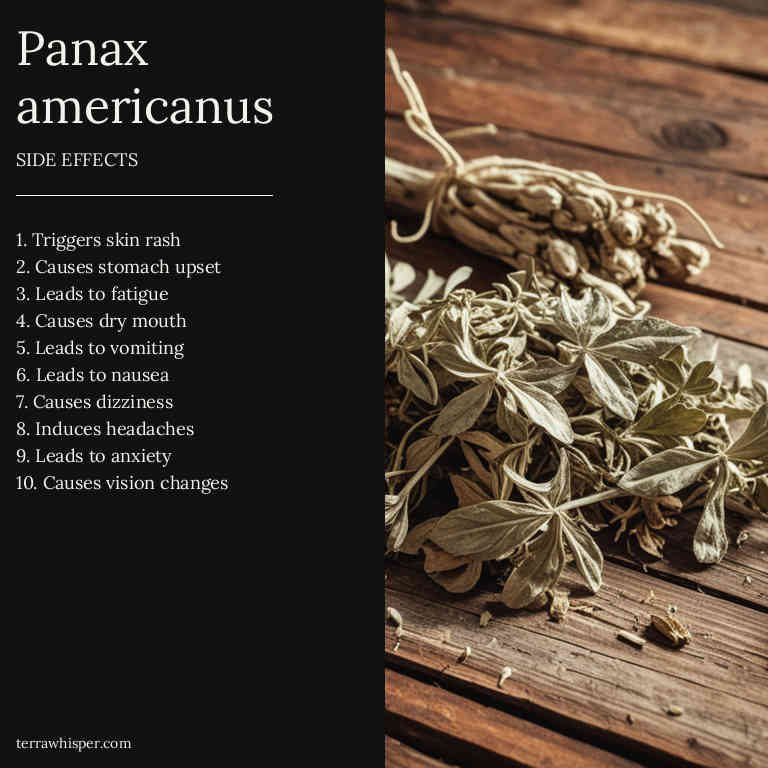 Panax
americanus
SIDE EFFECTS
1. Triggers skin rash
2. Causes stomach upset
3. Leads to fatigue
4. Causes dry mouth
5. Leads to vomiting
6. Leads to nausea
7. Causes dizziness
8. Induces headaches
9. Leads to anxiety
10. Causes vision changes
terrawhisper.com